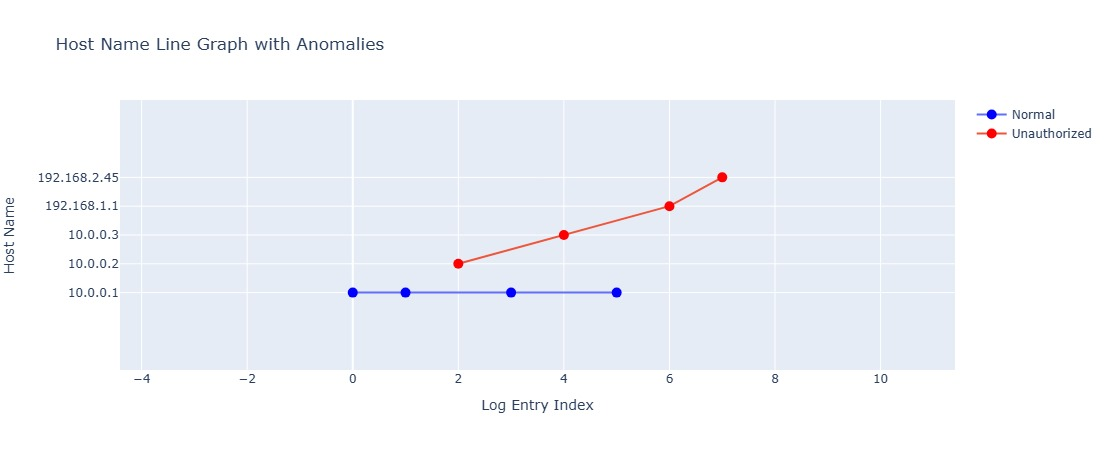 Host Name Line Graph with Anomalies
Normal
Unauthorized
192.168.2.45
192.168.1.1
10.0.0.3
10.0.0.2
10.0.0.1
Host Name
−4 −2 0 2 4 6 8 10
Log Entry Index